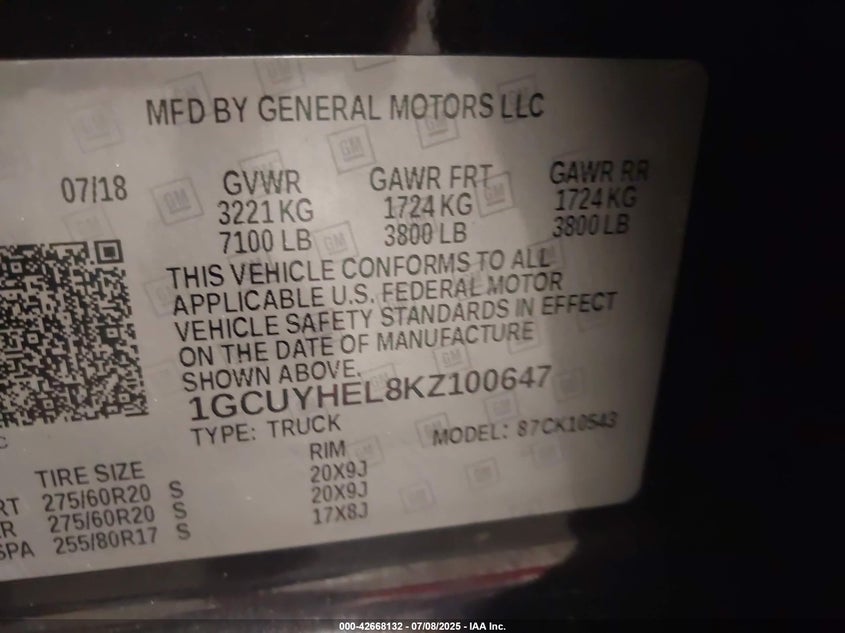 MFD BY GENERAL MOTORS LLC
07/18 GVWR GAWR FRT GAWR RR
3221 KG 1724 KG 1724 KG
7100 LB 3800 LB 3800 LB
THIS VEHICLE CONFORMS TO ALL
APPLICABLE U.S. FEDERAL MOTOR
VEHICLE SAFETY STANDARDS IN EFFECT
ON THE DATE OF MANUFACTURE
SHOWN ABOVE.
1GCUYHEL8KZ100647
TYPE: TRUCK MODEL: 87CK10543
TIRE SIZE RIM
RT 275/60R20 S 20X9J
R 275/60R20 S 20X9J
SPA 255/80R17 S 17X8J
000-42668132 - 07/08/2025 - IAA Inc.